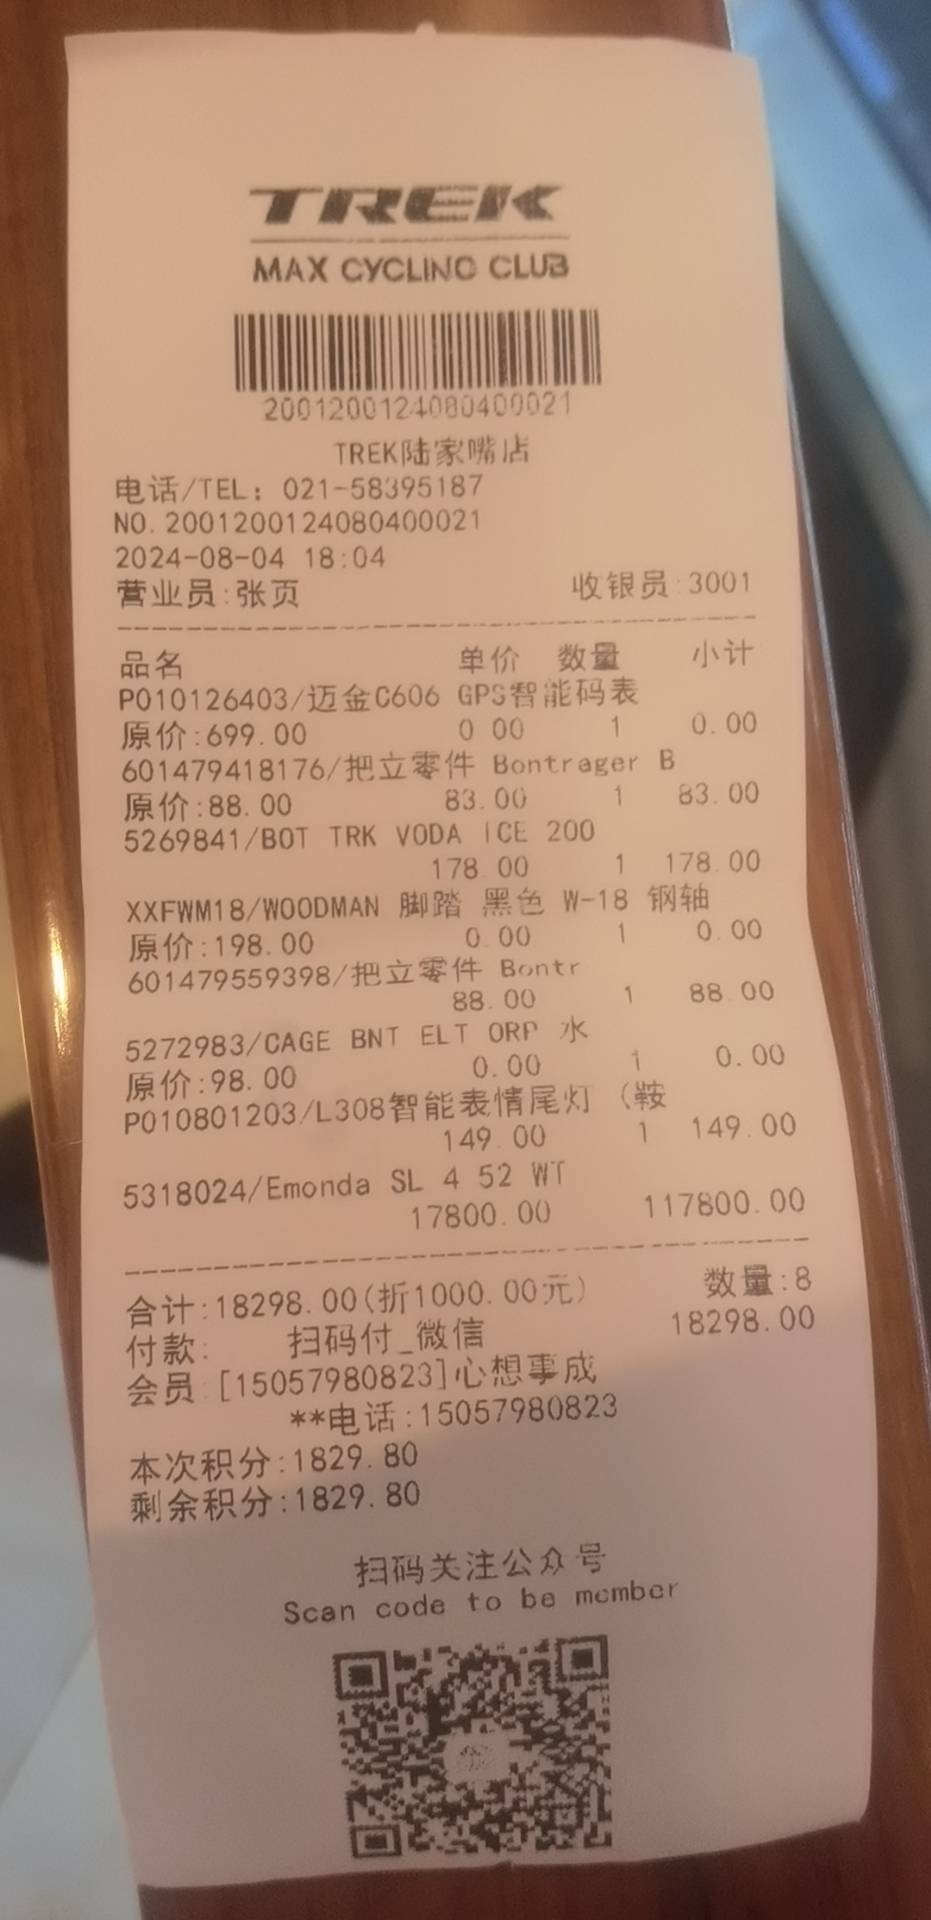 TREK
MAX CYCLING CLUB
2001200124080400021
TREK陆家嘴店
电话/TEL: 021-58395187
NO.2001200124080400021
2024-08-04 18:04
营业员:张页 收银员:3001
品名 单价 数量 小计
P010126403/迈金C606 GPS智能码表
原价:699.00 0.00 1 0.00
601479418176/把立零件 Bontrager B
原价:88.00 83.00 1 83.00
5269841/BOT TRK VODA ICE 200
178.00 1 178.00
XXFWM18/WOODMAN 脚踏 黑色 W-18 钢轴
原价:198.00 0.00 1 0.00
601479559398/把立零件 Bontr
88.00 1 88.00
5272983/CAGE BNT ELT ORP 水
原价:98.00 0.00 1 0.00
P010801203/L308智能表情尾灯 (鞍
149.00 1 149.00
5318024/Emonda SL 4 52 WT
17800.00 117800.00
合计:18298.00(折1000.00元) 数量:8
付款: 扫码付_微信 18298.00
会员:[15057980823]心想事成
**电话:15057980823
本次积分:1829.80
剩余积分:1829.80
扫码关注公众号
Scan code to be member